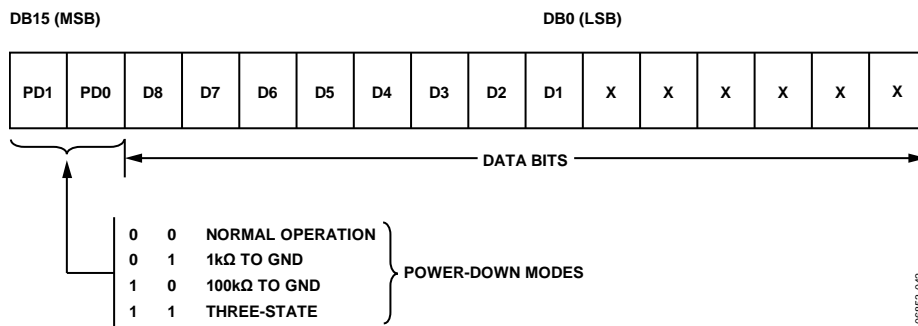 DB15 (MSB) DB0 (LSB)
PD1 PD0 D8 D7 D6 D5 D4 D3 D2 D1 X X X X X X
DATA BITS
0 0 NORMAL OPERATION
0 1 1kΩ TO GND
1 0 100kΩ TO GND
1 1 THREE-STATE
POWER-DOWN MODES